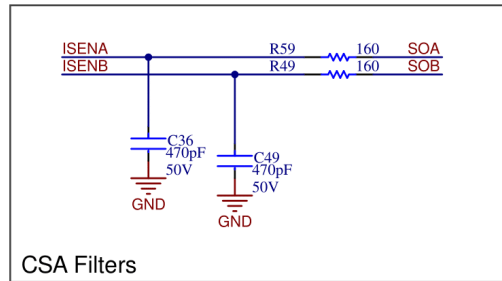 ISENA R59 160 SOA
ISENB R49 160 SOB
C36
470pF
50V
C49
470pF
50V
GND
GND
CSA Filters